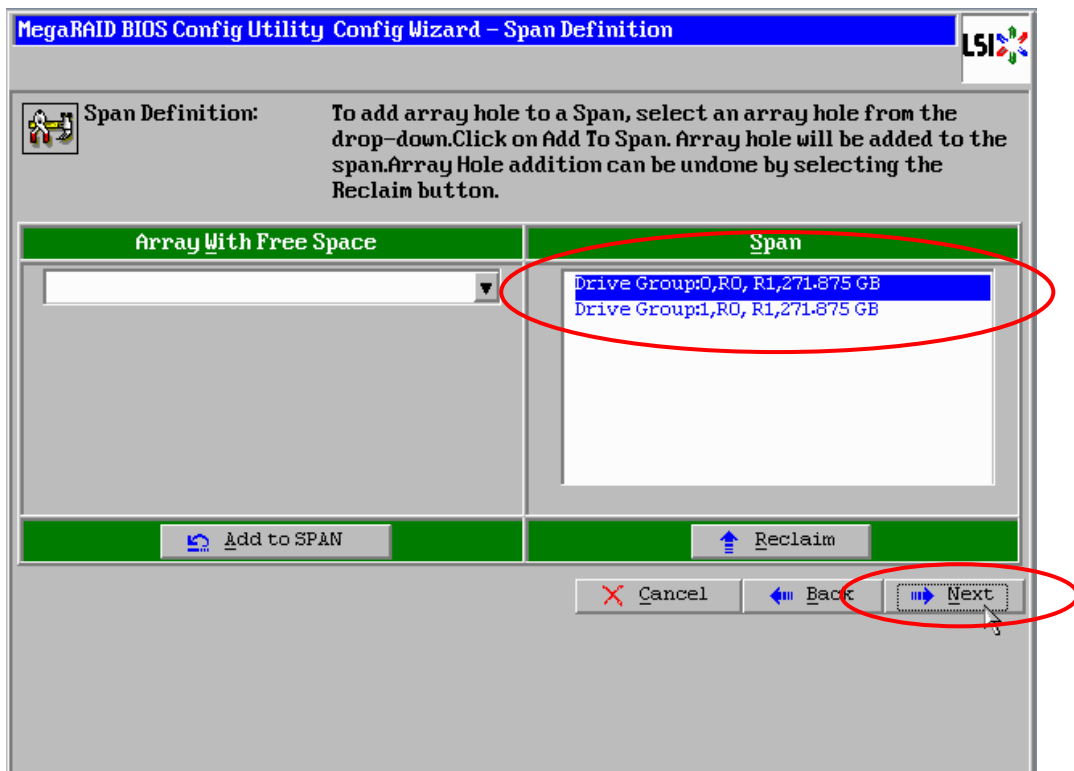 MegaRAID BIOS Config Utility Config Wizard – Span Definition
LSI
Span Definition:
To add array hole to a Span, select an array hole from the
drop-down.Click on Add To Span. Array hole will be added to the
span.Array Hole addition can be undone by selecting the
Reclaim button.
Array With Free Space
Span
Drive Group:0,R0, R1,271.875 GB
Drive Group:1,R0, R1,271.875 GB
Add to SPAN
Reclaim
Cancel
Back
Next